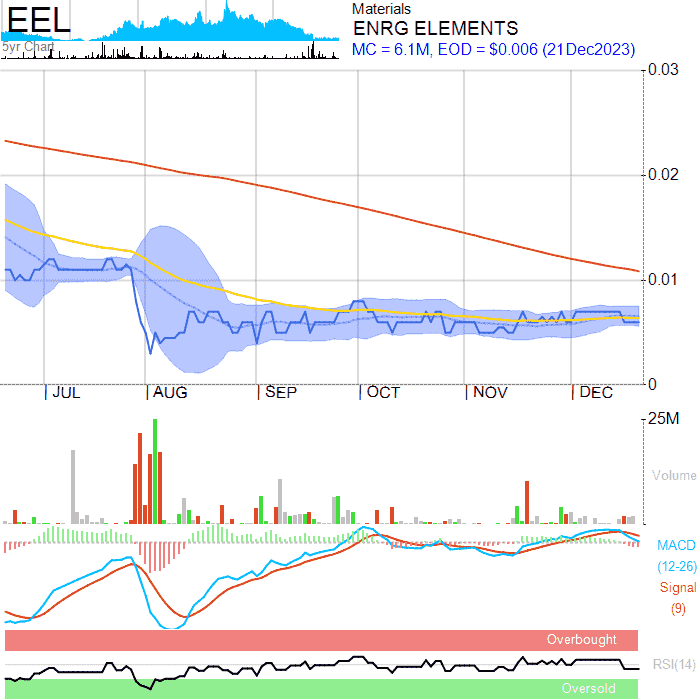 EEL
5yr Chart
Materials
ENRG ELEMENTS
MC = 6.1M, EOD = $0.006 (21Dec2023)
0.03
0.02
0.01
0
JUL AUG SEP OCT NOV DEC
25M
Volume
MACD
(12-26)
Signal
(9)
Overbought
RSI(14)
Oversold